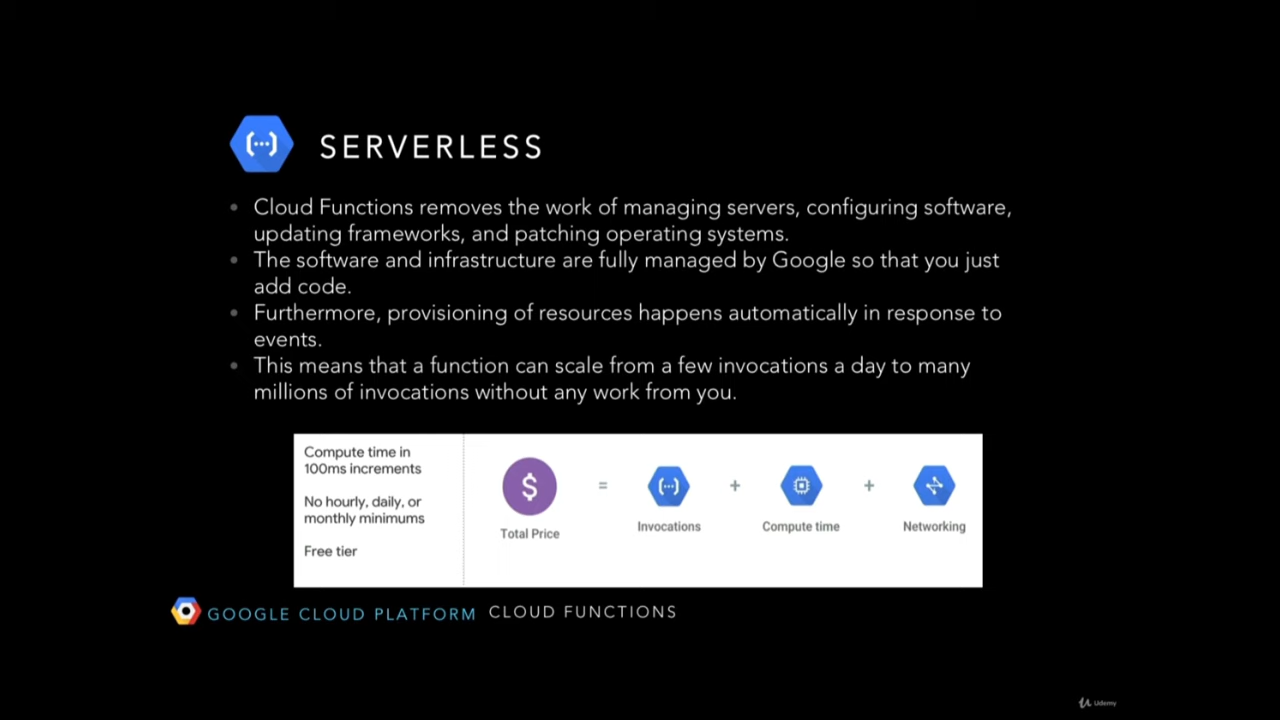 SERVERLESS
• Cloud Functions removes the work of managing servers, configuring software,
updating frameworks, and patching operating systems.
• The software and infrastructure are fully managed by Google so that you just
add code.
• Furthermore, provisioning of resources happens automatically in response to
events.
• This means that a function can scale from a few invocations a day to many
millions of invocations without any work from you.
Compute time in
100ms increments
No hourly, daily, or
monthly minimums
Free tier
$ = + +
Total Price Invocations Compute time Networking
GOOGLE CLOUD PLATFORM CLOUD FUNCTIONS
Udemy